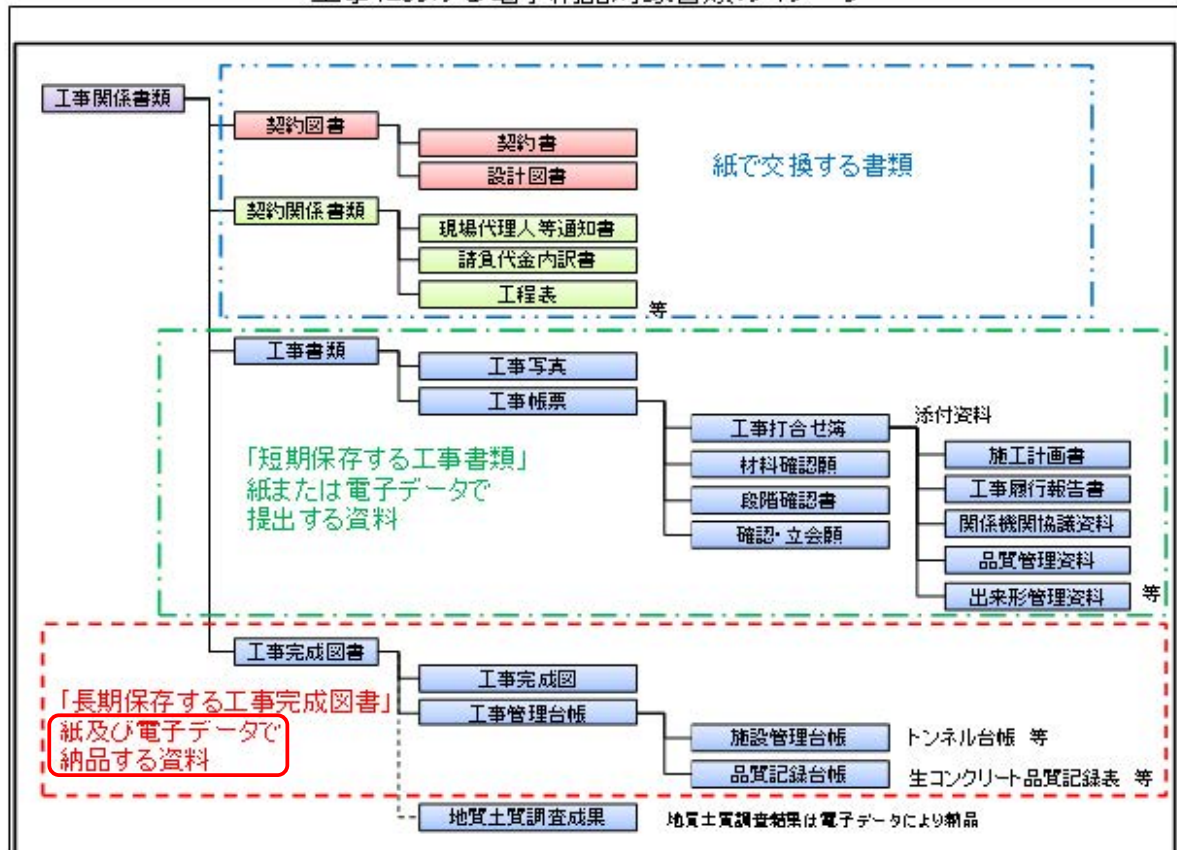 工事関係書類
契約図書
契約書
設計図書
紙で交換する書類
契約関係書類
現場代理人等通知書
請負代金内訳書
工程表
等
工事書類
工事写真
工事帳票
工事打合せ簿
添付資料
材料確認願
段階確認書
確認・立会願
施工計画書
工事履行報告書
関係機関協議資料
品質管理資料
出来形管理資料
等
「短期保存する工事書類」
紙または電子データで
提出する資料
工事完成図書
工事完成図
工事管理台帳
「長期保存する工事完成図書」
紙及び電子データで
納品する資料
施設管理台帳
トンネル台帳 等
品質記録台帳
生コンクリート品質記録表 等
地質土質調査成果
地質土質調査結果は電子データにより納品